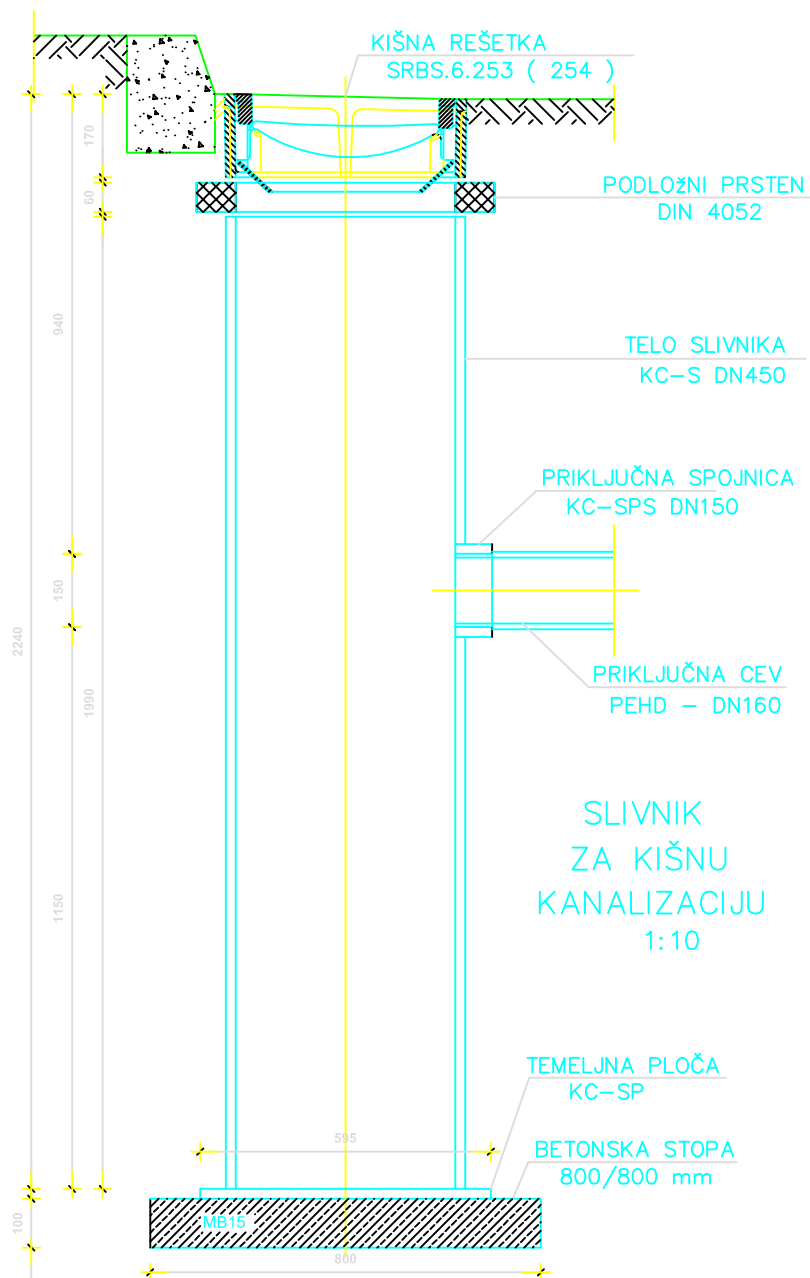 KIŠNA REŠETKA
SRBS.6.253 ( 254 )
170
PODLOžNI PRSTEN
DIN 4052
60
940
TELO SLIVNIKA
KC-S DN450
PRIKLJUČNA SPOJNICA
KC-SPS DN150
150
2240
1990
PRIKLJUČNA CEV
PEHD - DN160
SLIVNIK
ZA KIŠNU
KANALIZACIJU
1:10
1150
TEMELJNA PLOČA
KC-SP
595
BETONSKA STOPA
800/800 mm
100
MB15
800